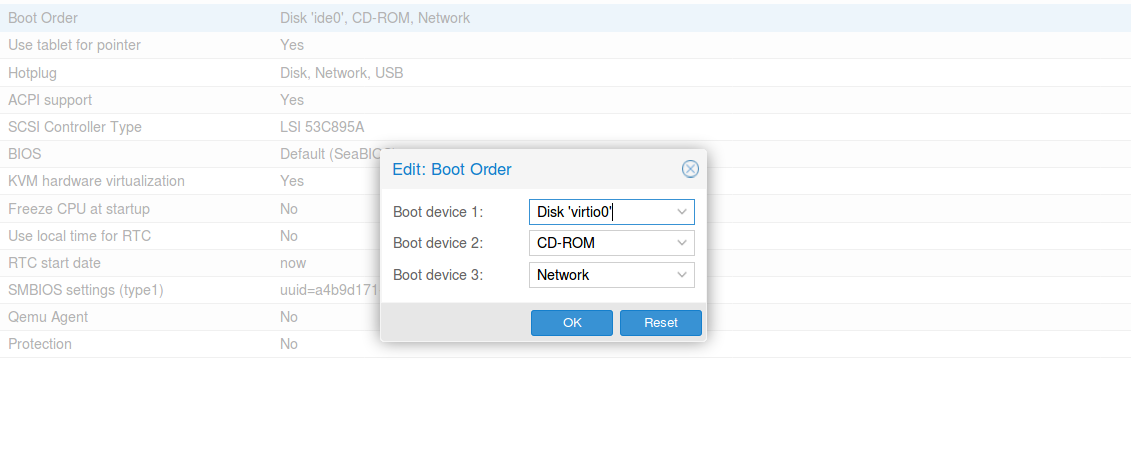 Boot Order Disk 'ide0', CD-ROM, Network
Use tablet for pointer Yes
Hotplug Disk, Network, USB
ACPI support Yes
SCSI Controller Type LSI 53C895A
BIOS Default (SeaBIOS)
KVM hardware virtualization Yes
Freeze CPU at startup No
Use local time for RTC No
RTC start date now
SMBIOS settings (type1) uuid=a4b9d171
Qemu Agent No
Protection No
Edit: Boot Order
Boot device 1: Disk 'virtio0'
Boot device 2: CD-ROM
Boot device 3: Network
OK Reset